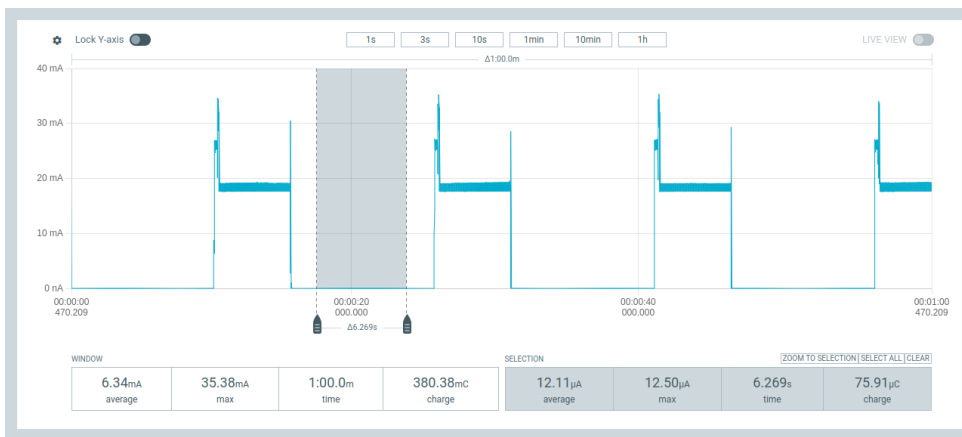 Lock Y-axis
1s 3s 10s 1min 10min 1h
LIVE VIEW
Δ1:00.0m
40 mA
30 mA
20 mA
10 mA
0 nA
00:00:00 00:00:20 00:00:40 00:01:00
470.209 000.000 000.000 470.209
Δ6.269s
WINDOW
6.34mA 35.38mA 1:00.0m 380.38mC
average max time charge
SELECTION ZOOM TO SELECTION SELECT ALL CLEAR
12.11μA 12.50μA 6.269s 75.91μC
average max time charge